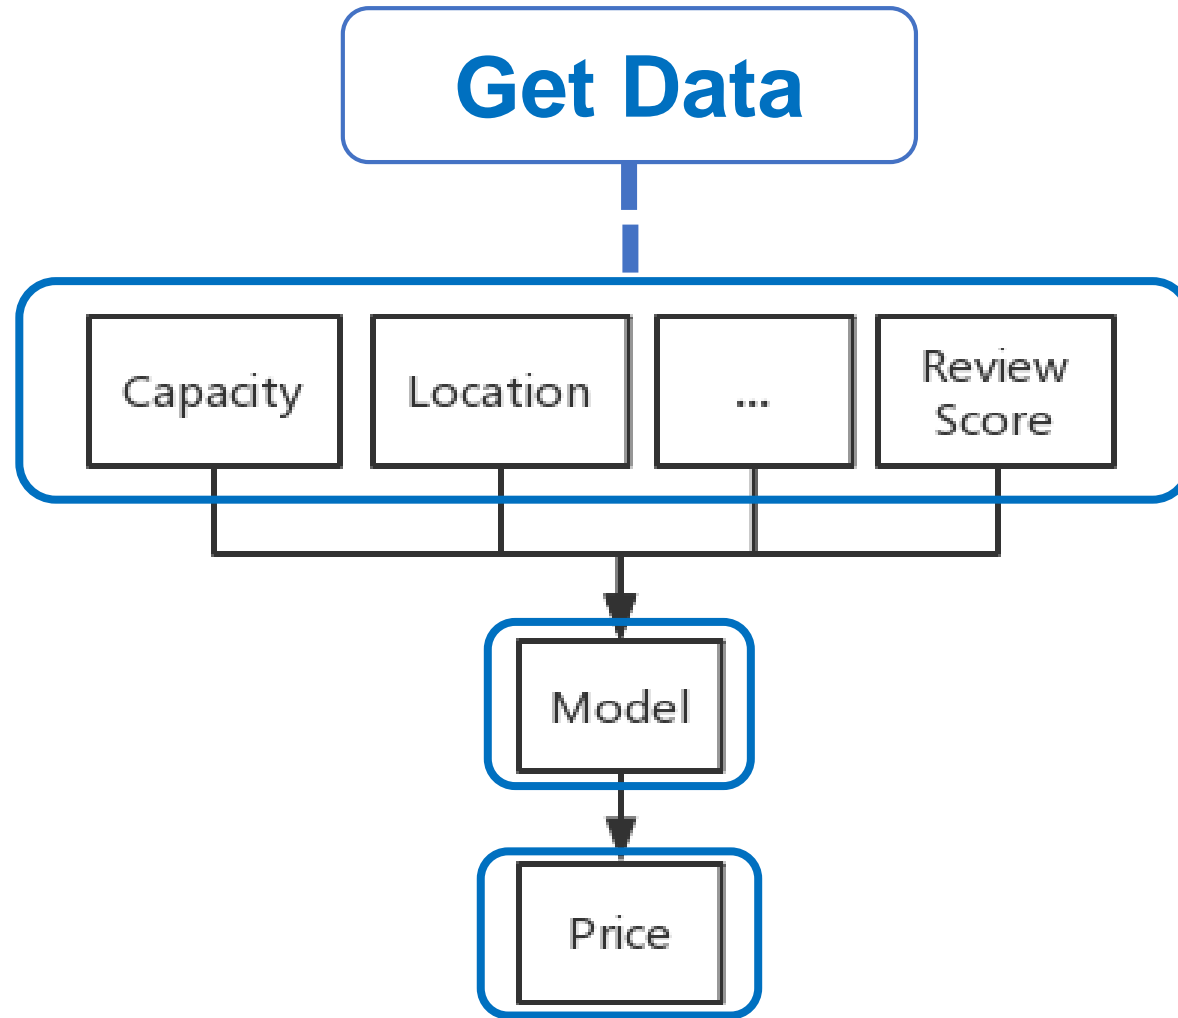 Get Data
Capacity
Location
...
Review
Score
Model
Price